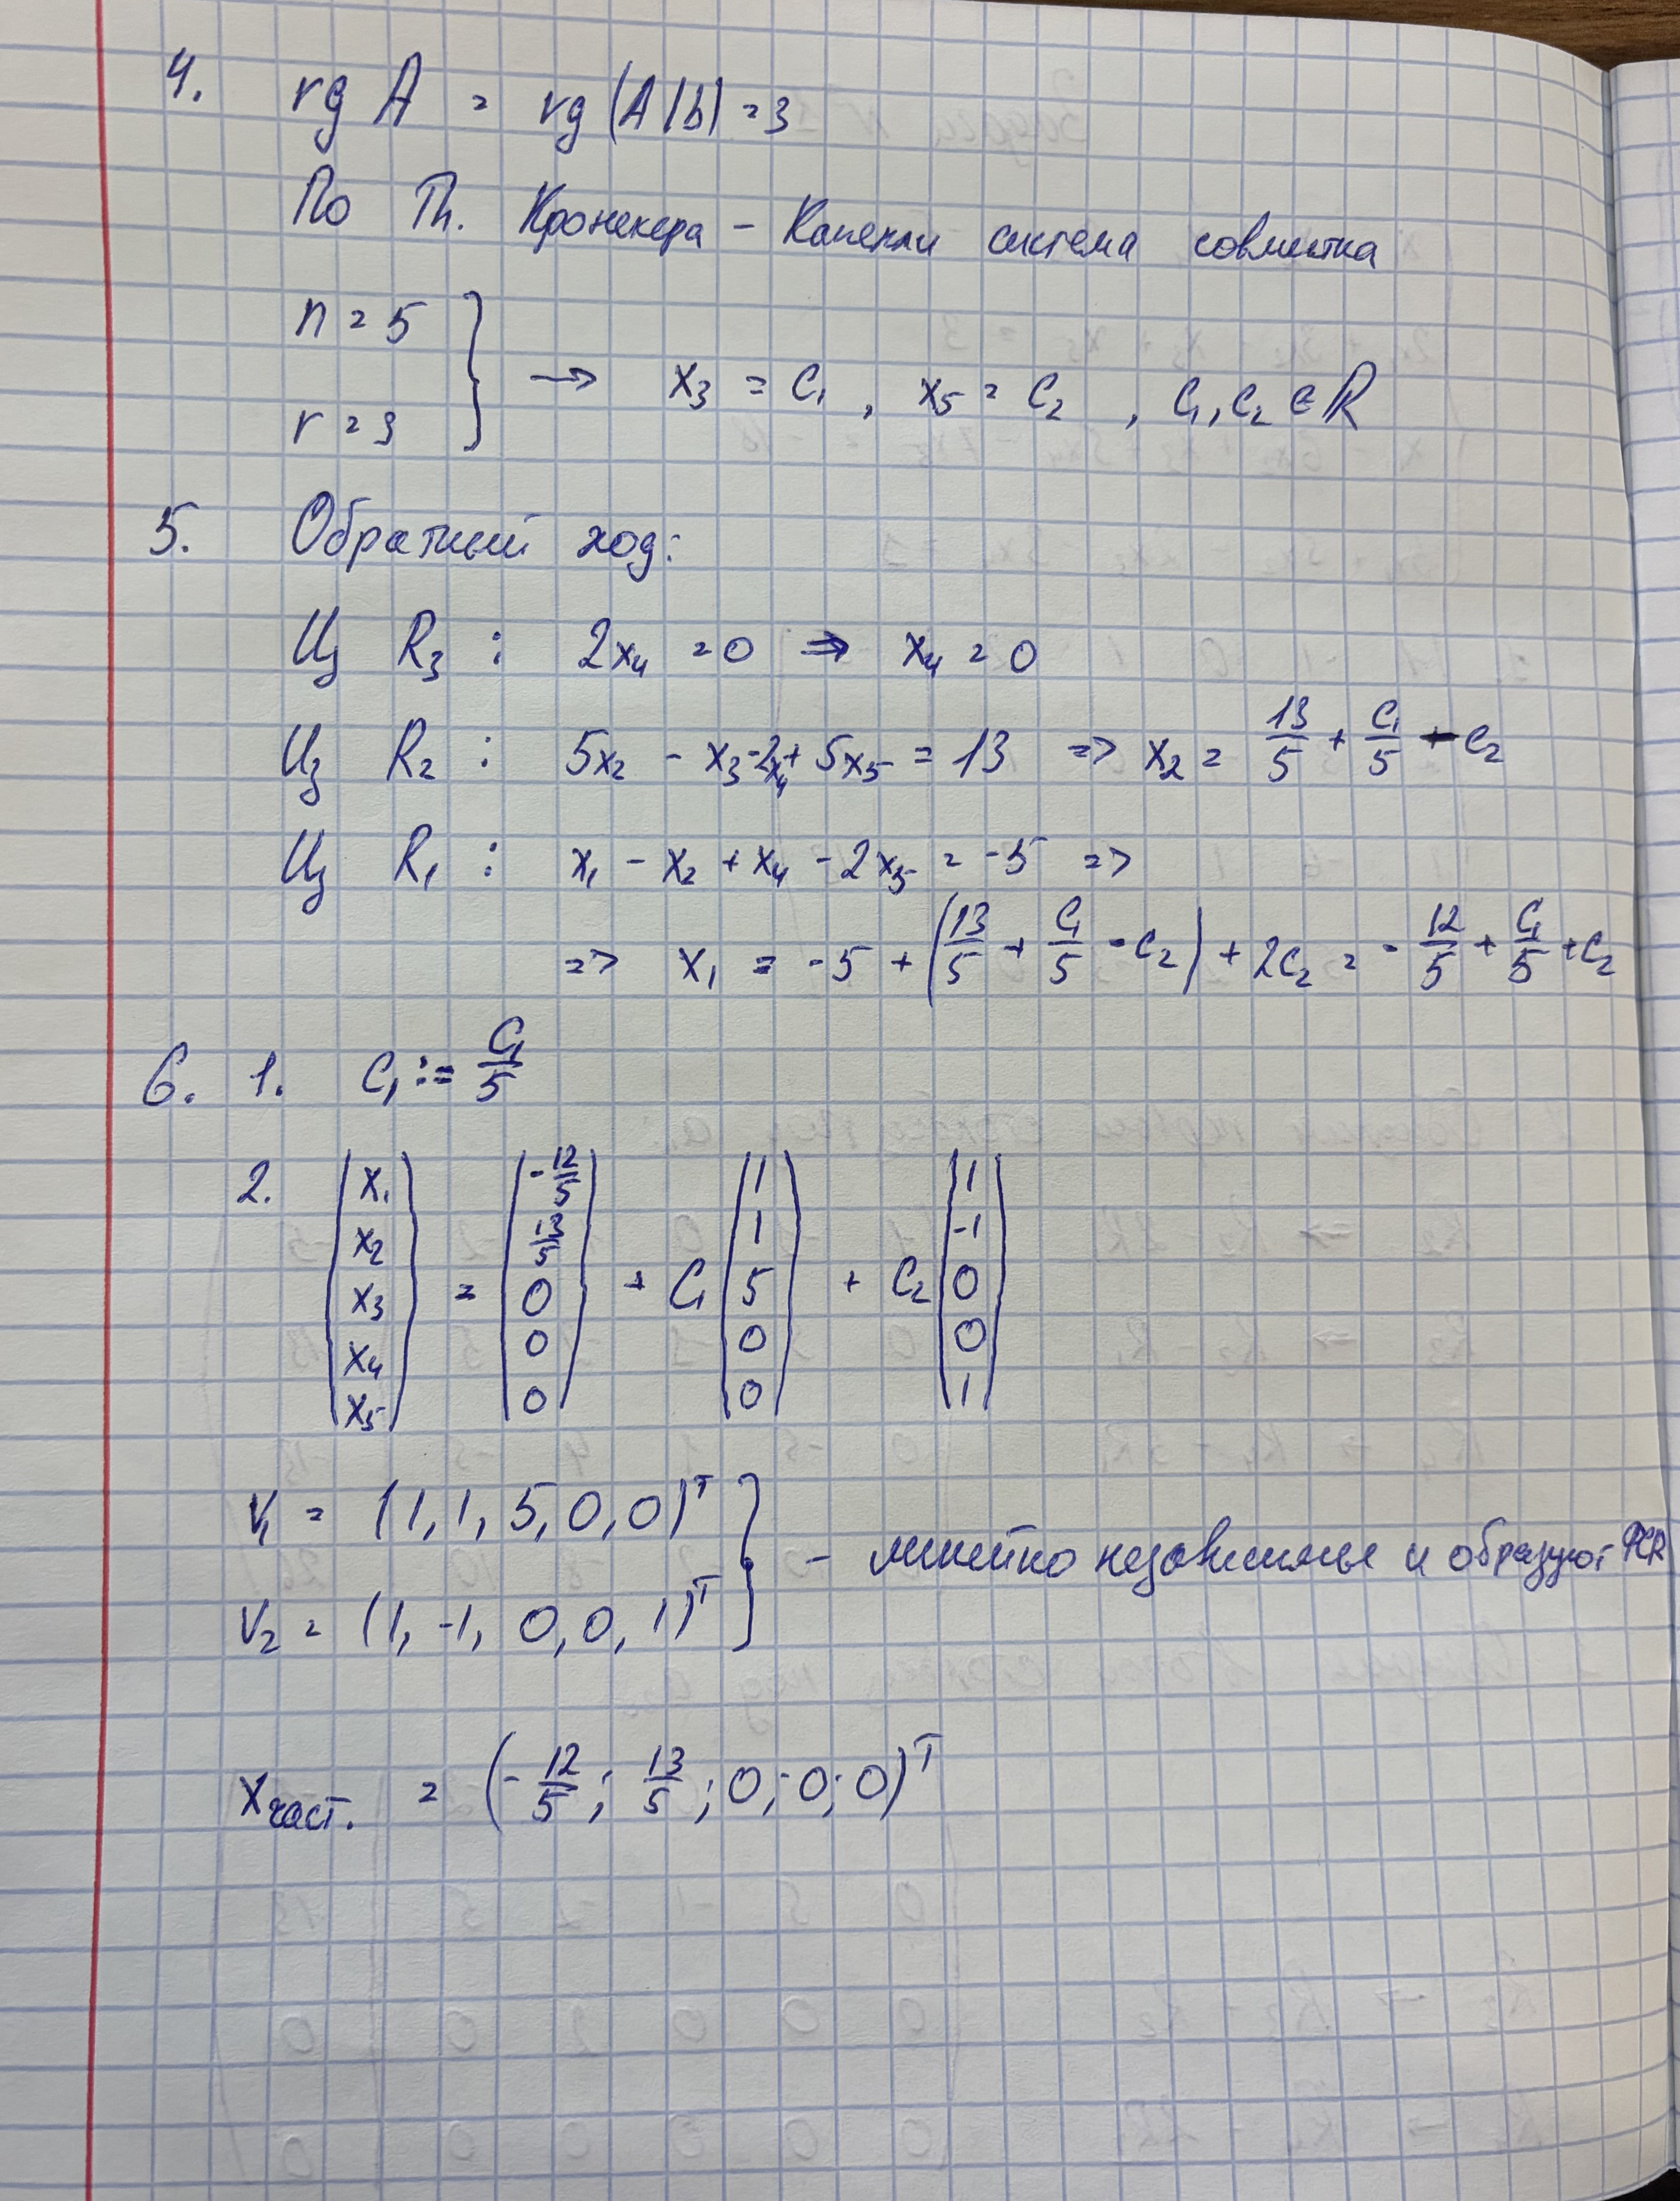 4. rg A = rg (A|b) = 3
По Th. Кронекера – Капелли система совместна
n = 5
r = 3
→ x₃ = C₁ , x₅ = C₂ , C₁, C₂ ∈ ℝ
5. Обратный ход:
Из R₃ : 2x₄ = 0 ⇒ x₄ = 0
Из R₂ : 5x₂ - x₃ - 2x₄ + 5x₅ = 13 => x₂ = 13/5 + C₁/5 - C₂
Из R₁ : x₁ - x₂ + x₄ - 2x₅ = -5 =>
=> x₁ = -5 + (13/5 + C₁/5 - C₂) + 2C₂ = -12/5 + C₁/5 + C₂
6. 1. C₁ := C₁/5
2. (x₁ x₂ x₃ x₄ x₅) = (-12/5 13/5 0 0 0) + C₁ (1 1 5 0 0) + C₂ (1 -1 0 0 1)
V₁ = (1, 1, 5, 0, 0)ᵀ
V₂ = (1, -1, 0, 0, 1)ᵀ
– линейно независимые и образуют ФСР
Xчаст. = (-12/5 ; 13/5 ; 0; 0; 0)ᵀ